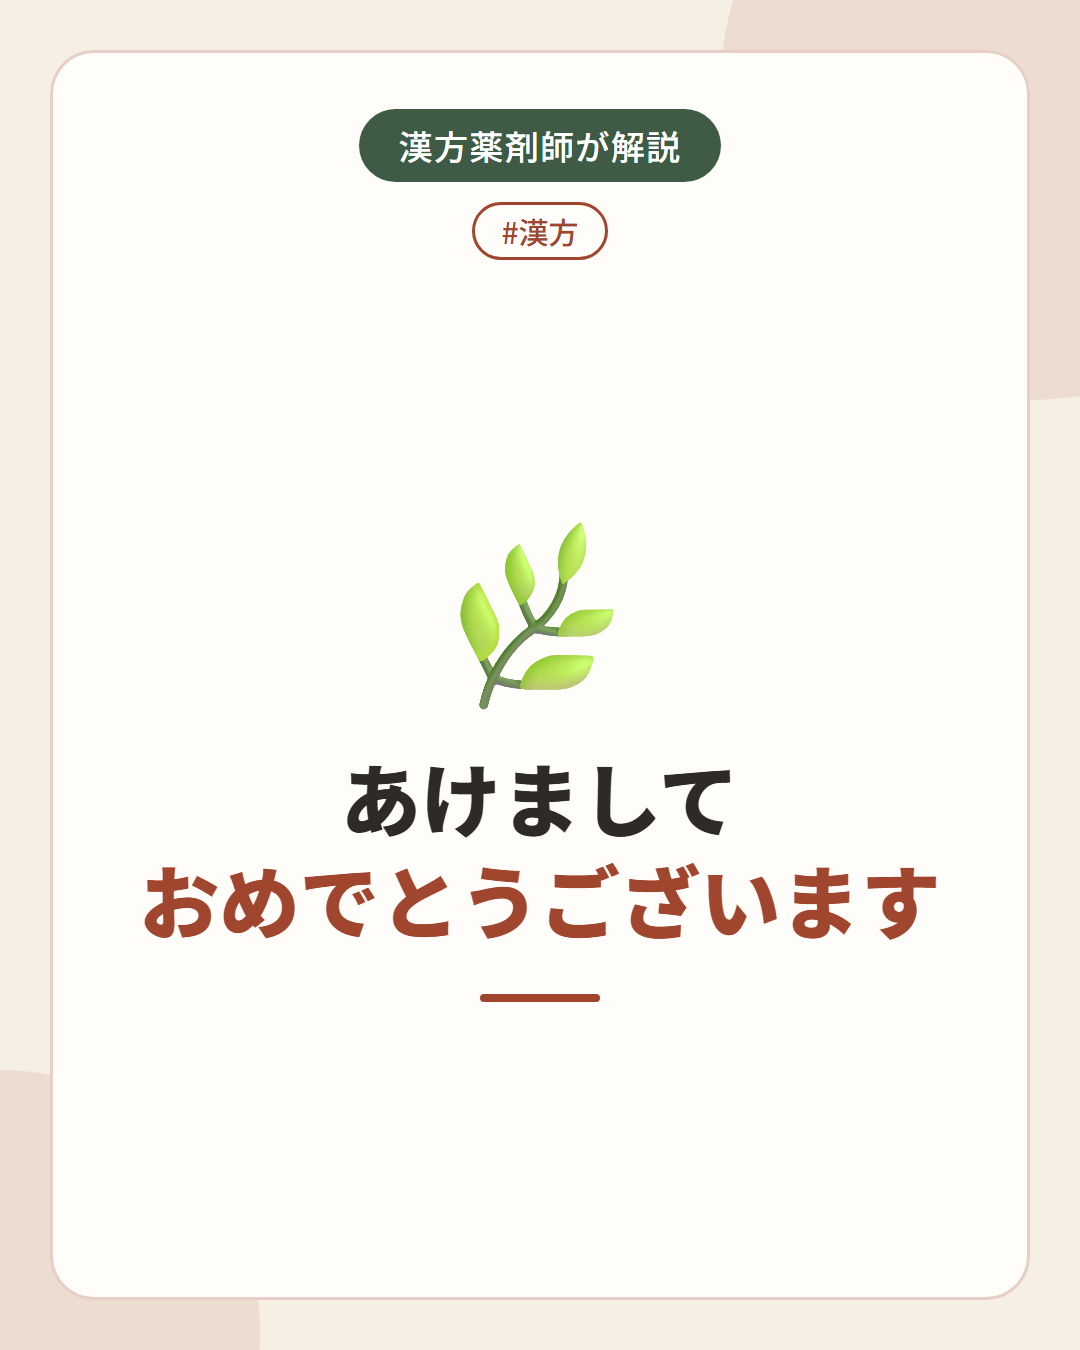 漢方薬剤師が解説
#漢方
あけまして
おめでとうございます